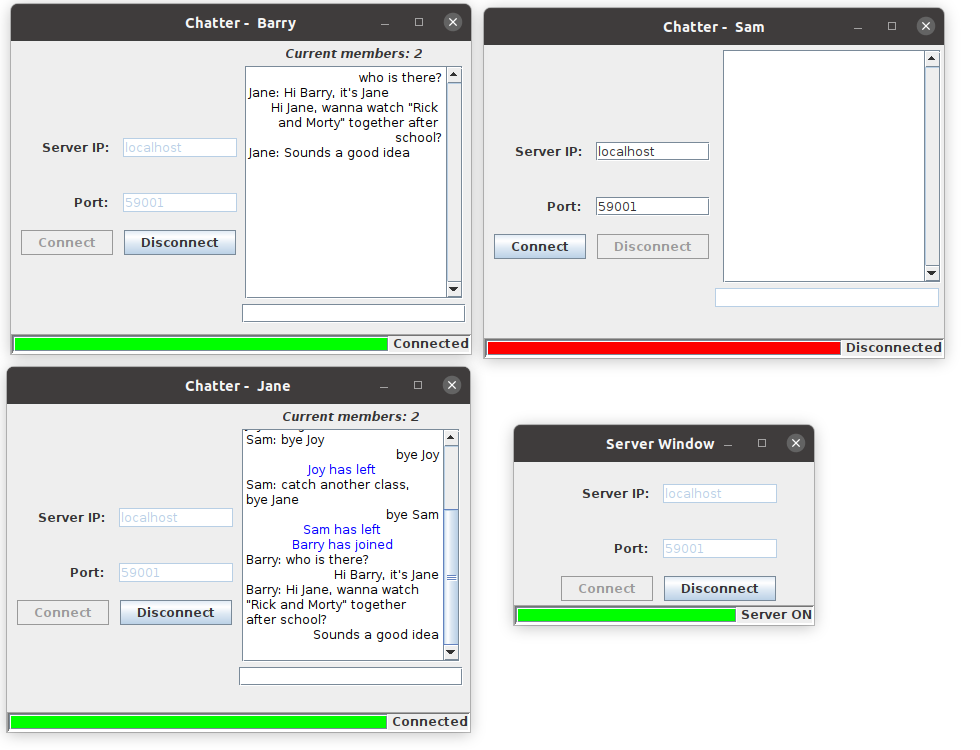 Chatter - Barry
Current members: 2
who is there?
Jane: Hi Barry, it's Jane
Hi Jane, wanna watch "Rick
and Morty" together after
school?
Jane: Sounds a good idea
Server IP: localhost
Port: 59001
Connect Disconnect
Connected
Chatter - Sam
Server IP: localhost
Port: 59001
Connect Disconnect
Disconnected
Chatter - Jane
Current members: 2
Sam: bye Joy
bye Joy
Joy has left
Sam: catch another class,
bye Jane
bye Sam
Sam has left
Barry has joined
Barry: who is there?
Hi Barry, it's Jane
Barry: Hi Jane, wanna watch
"Rick and Morty" together
after school?
Sounds a good idea
Server IP: localhost
Port: 59001
Connect Disconnect
Connected
Server Window
Server IP: localhost
Port: 59001
Connect Disconnect
Server ON